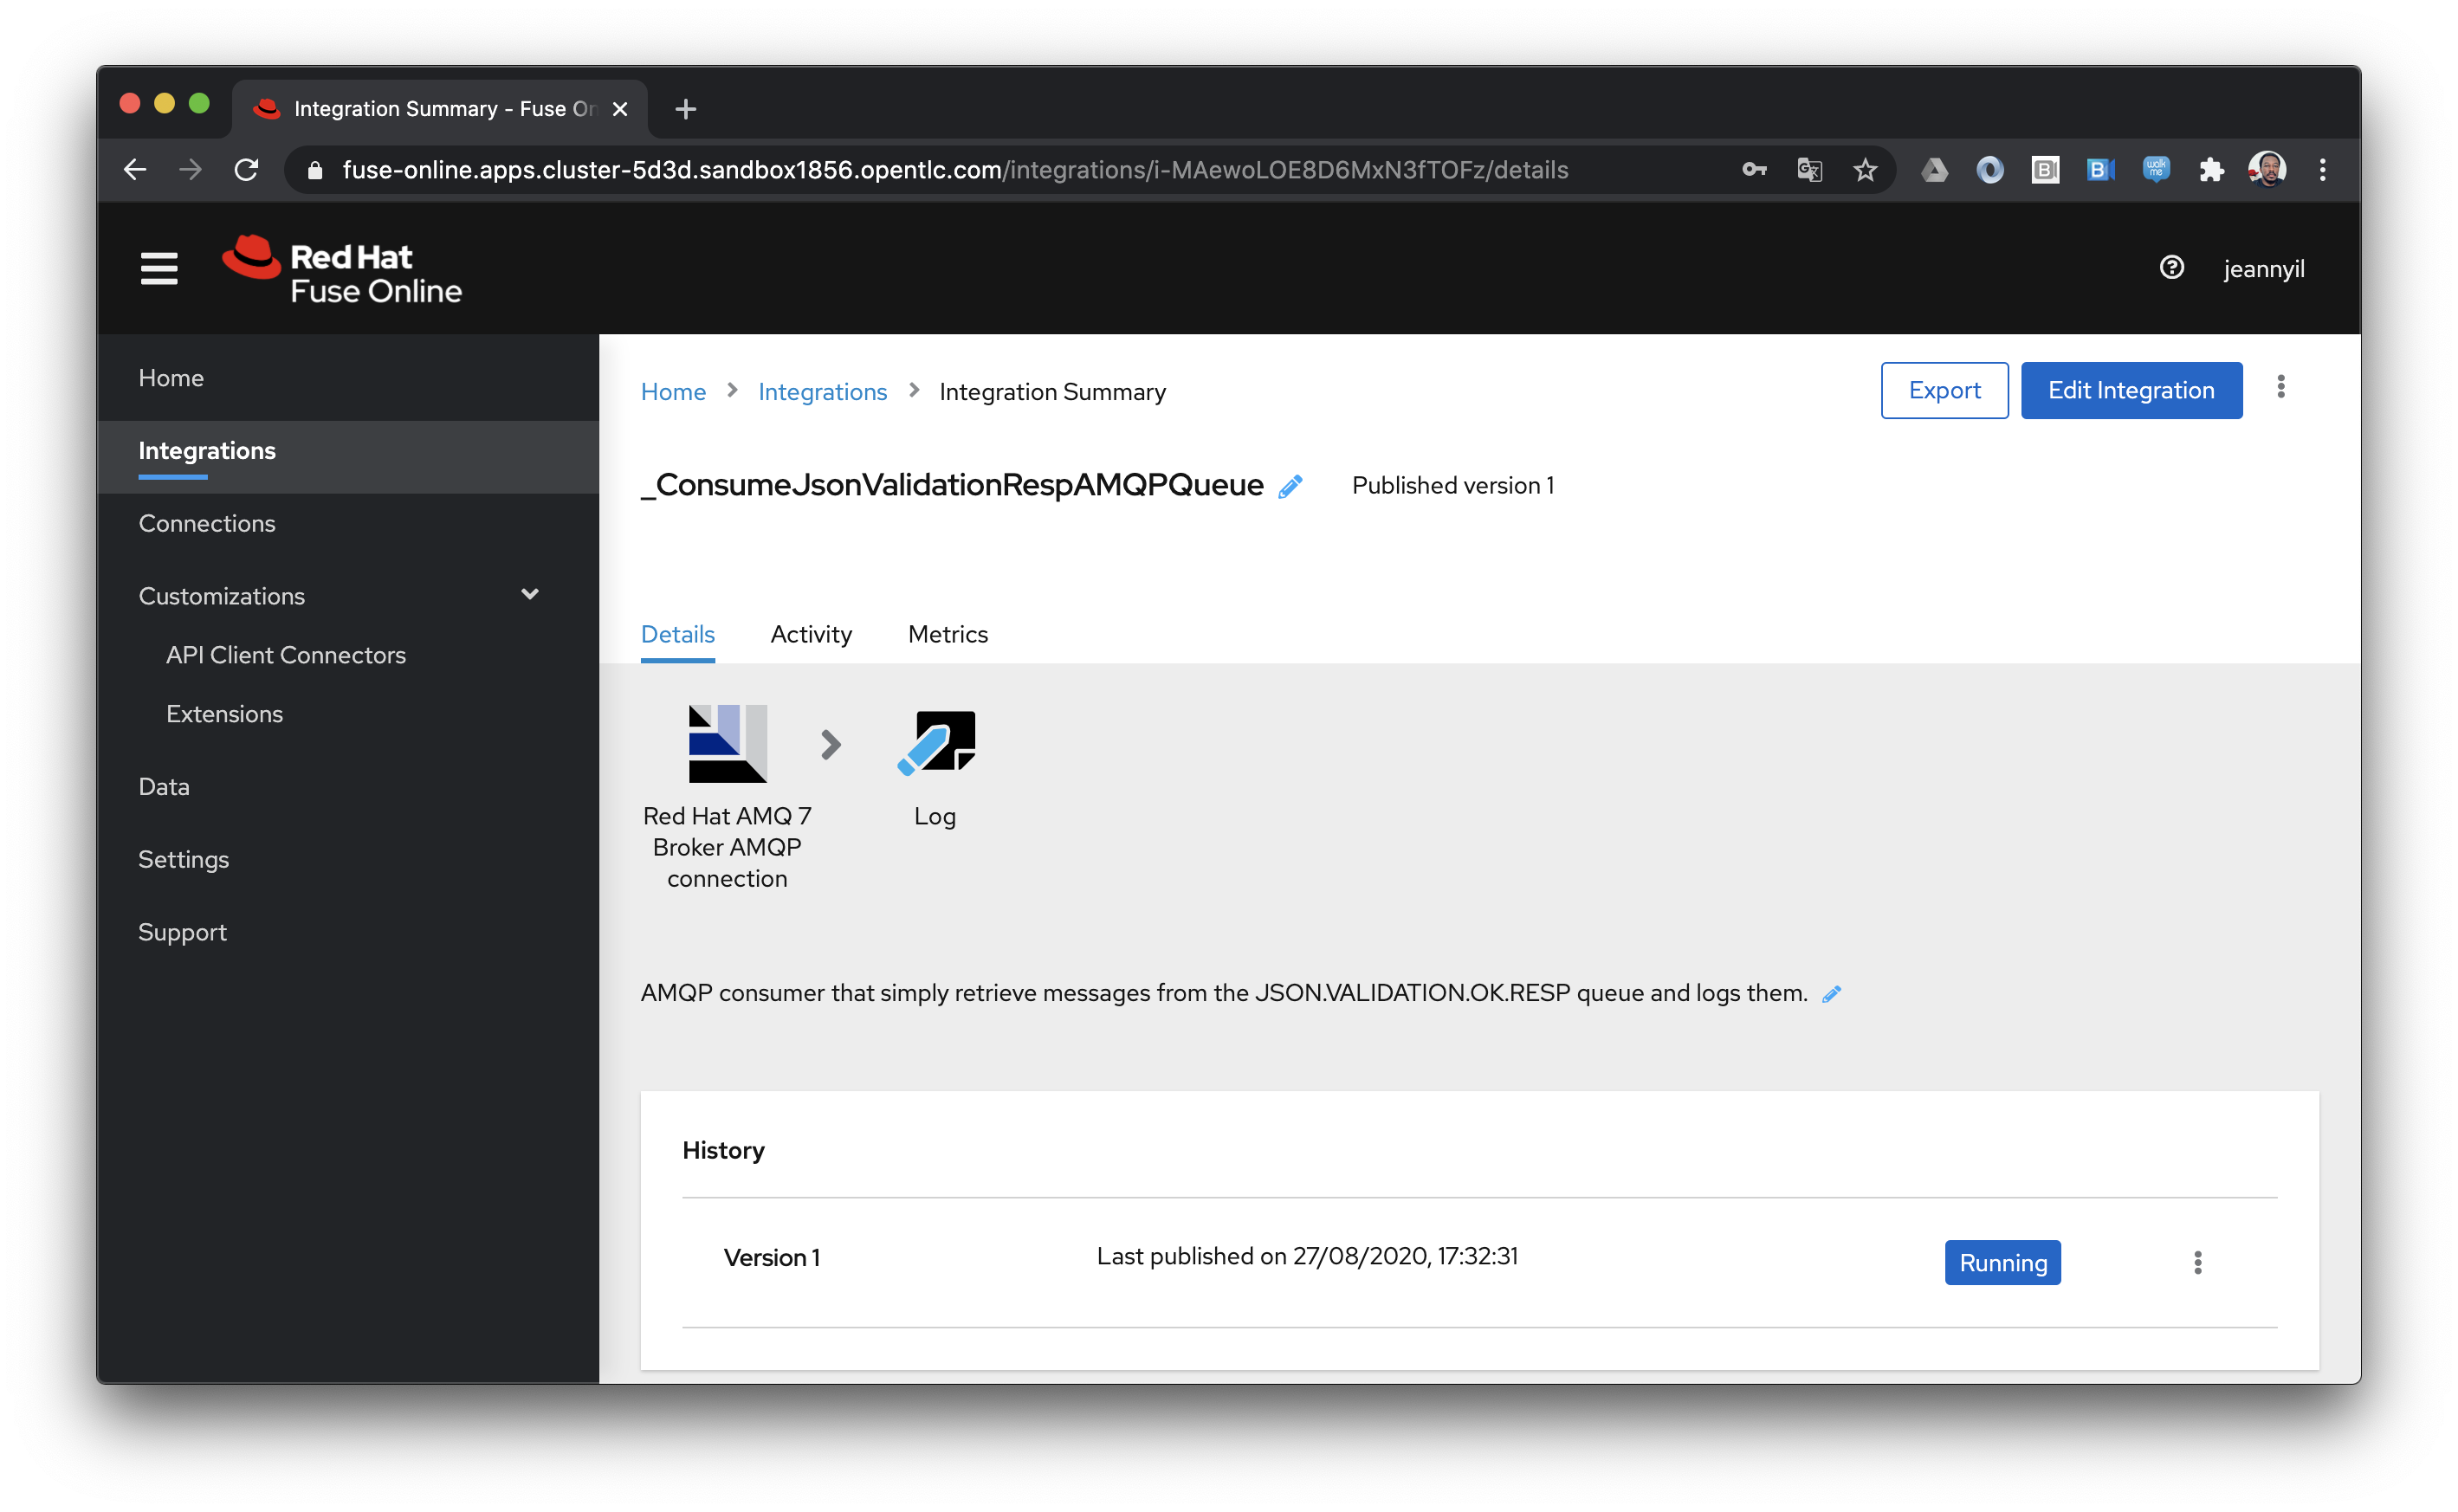 Integration Summary - Fuse On
fuse-online.apps.cluster-5d3d.sandbox1856.opentlc.com/integrations/i-MAewoLOE8D6MxN3fTOFz/details
Red Hat
Fuse Online
jeannyil
Home
Integrations
Connections
Customizations
API Client Connectors
Extensions
Data
Settings
Support
Home > Integrations > Integration Summary
Export
Edit Integration
_ConsumeJsonValidationRespAMQPQueue
Published version 1
Details
Activity
Metrics
Red Hat AMQ 7
Broker AMQP
connection
Log
AMQP consumer that simply retrieve messages from the JSON.VALIDATION.OK.RESP queue and logs them.
History
Version 1
Last published on 27/08/2020, 17:32:31
Running